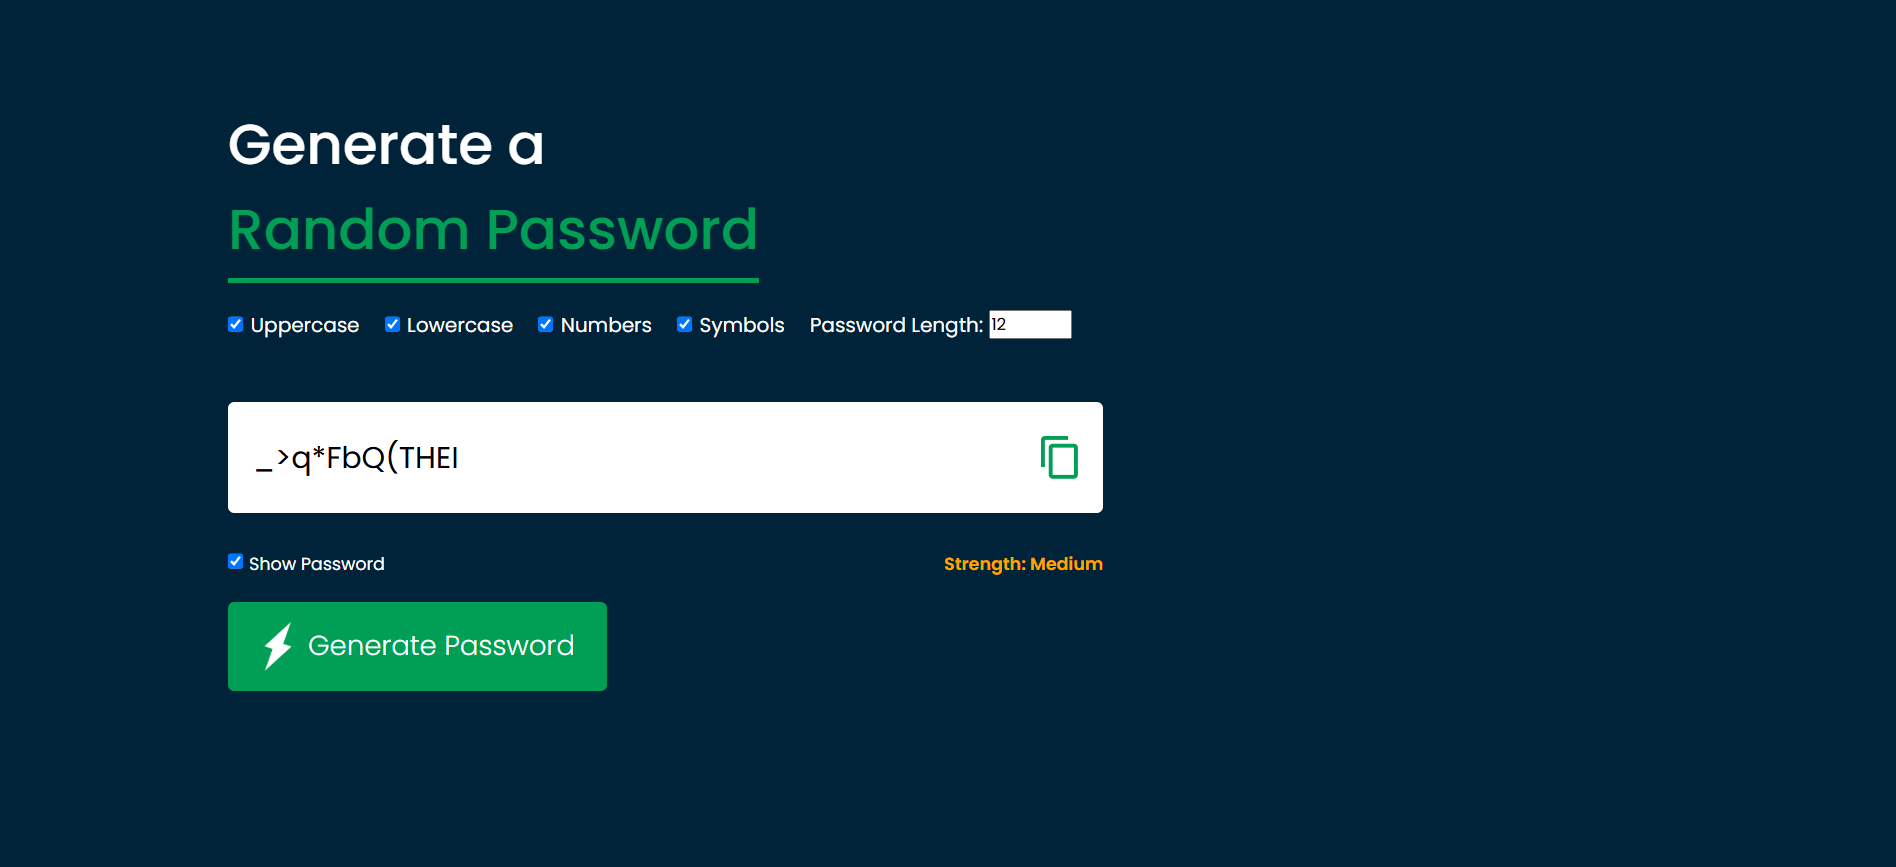 Generate a
Random Password
Uppercase Lowercase Numbers Symbols Password Length: 12
_>q*FbQ(THEI
Show Password Strength: Medium
Generate Password